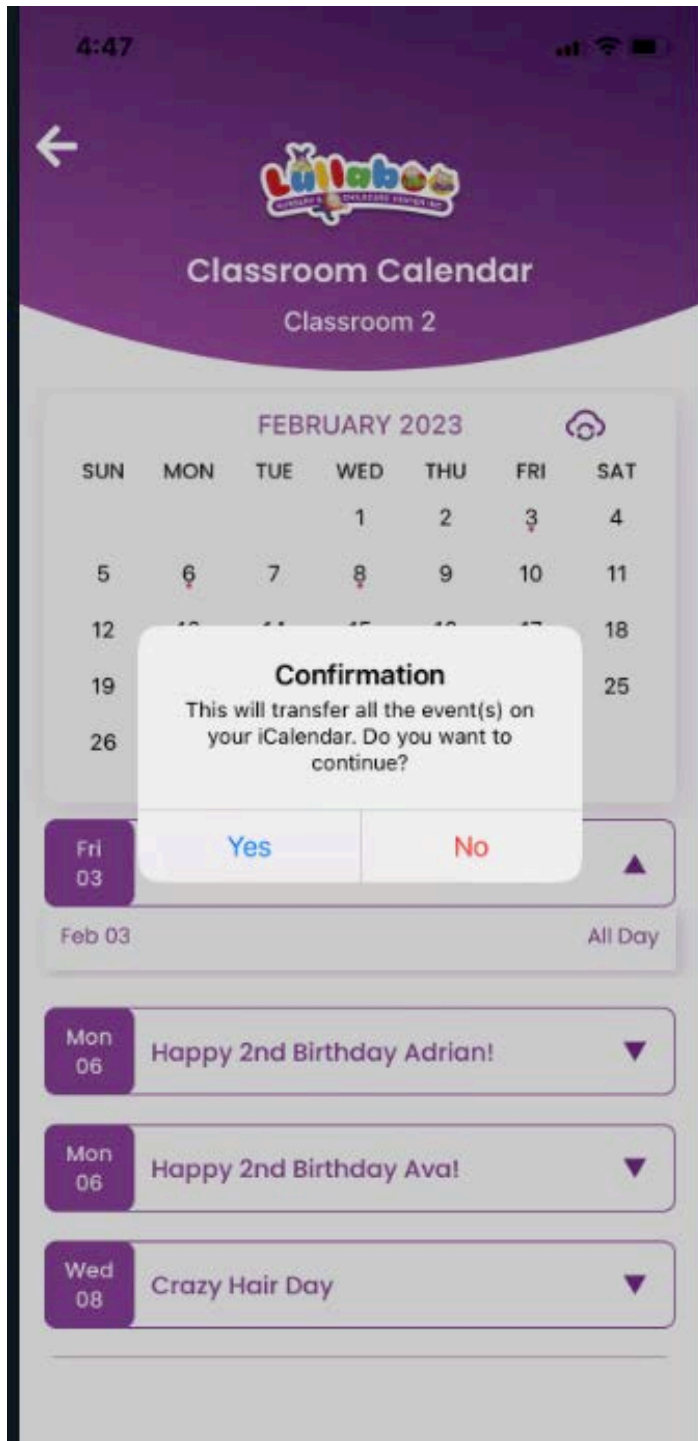 4:47
Lullaboo
Classroom Calendar
Classroom 2
FEBRUARY 2023
SUN MON TUE WED THU FRI SAT
1 2 3 4
5 6 7 8 9 10 11
12 18
19 25
26
Confirmation
This will transfer all the event(s) on
your iCalendar. Do you want to
continue?
Yes No
Fri
03
Feb 03 All Day
Mon
06
Happy 2nd Birthday Adrian!
Mon
06
Happy 2nd Birthday Ava!
Wed
08
Crazy Hair Day